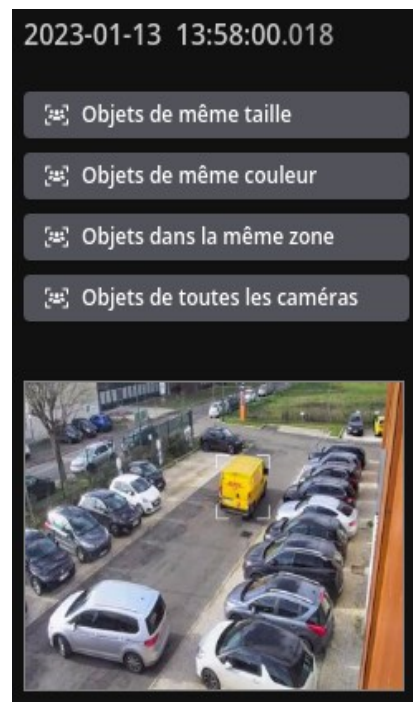 2023-01-13 13:58:00.018
Objets de même taille
Objets de même couleur
Objets dans la même zone
Objets de toutes les caméras